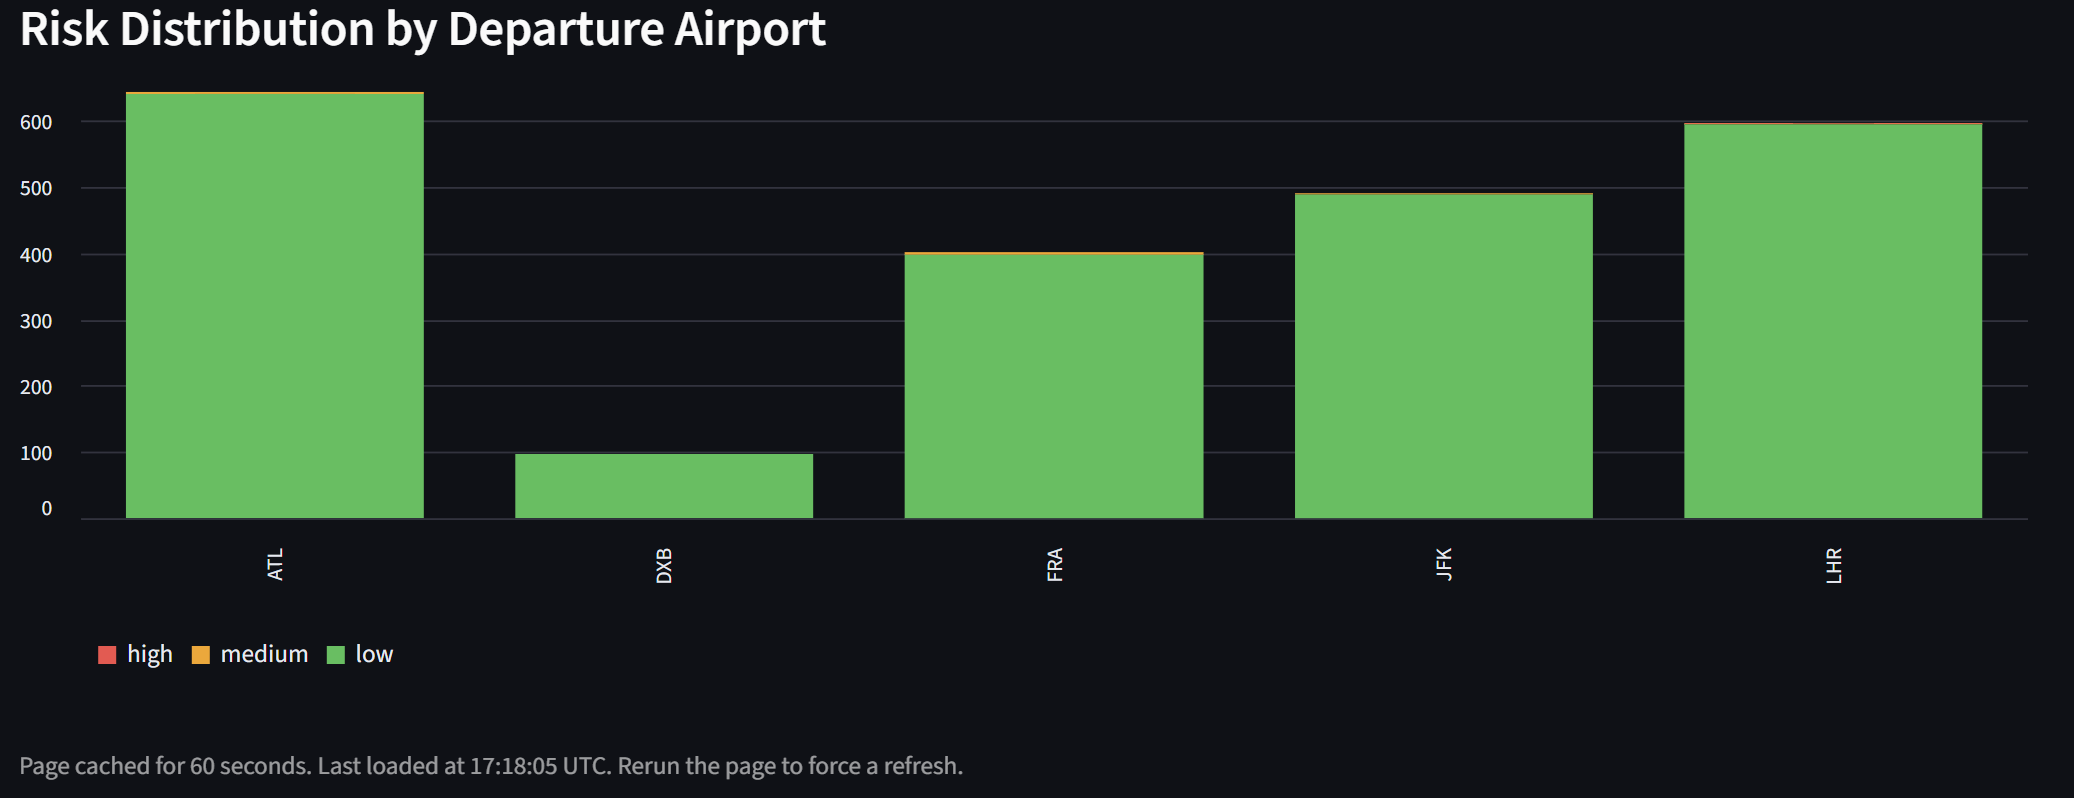 Risk Distribution by Departure Airport
600
500
400
300
200
100
0
ATL
DXB
FRA
JFK
LHR
high medium low
Page cached for 60 seconds. Last loaded at 17:18:05 UTC. Rerun the page to force a refresh.